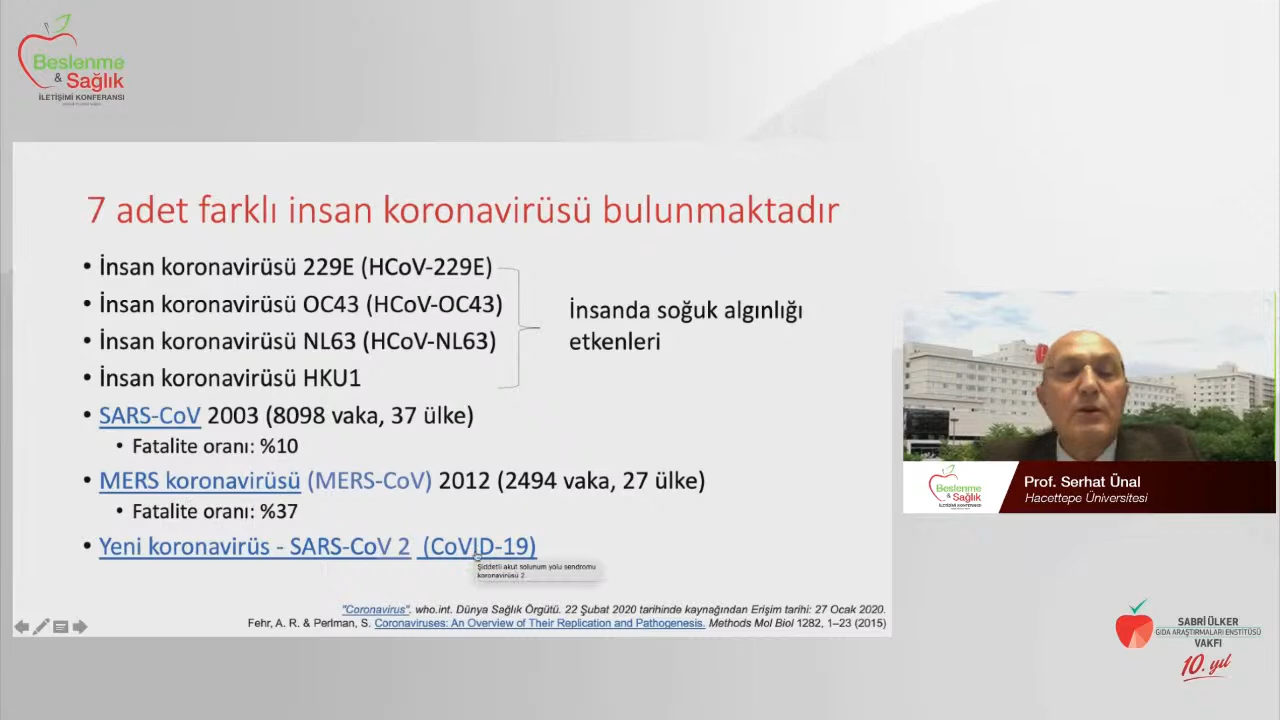 Beslenme
& Sağlık
İLETİŞİMİ KONFERANSI
7 adet farklı insan koronavirüsü bulunmaktadır
• İnsan koronavirüsü 229E (HCoV-229E)
• İnsan koronavirüsü OC43 (HCoV-OC43)
• İnsan koronavirüsü NL63 (HCoV-NL63)
• İnsan koronavirüsü HKU1
İnsanda soğuk algınlığı
etkenleri
• SARS-CoV 2003 (8098 vaka, 37 ülke)
• Fatalite oranı: %10
• MERS koronavirüsü (MERS-CoV) 2012 (2494 vaka, 27 ülke)
• Fatalite oranı: %37
• Yeni koronavirüs - SARS-CoV 2 (CoVID-19)
Şiddetli akut solunum yolu sendromu
koronavirüsü 2
"Coronavirus". who.int. Dünya Sağlık Örgütü. 22 Şubat 2020 tarihinde kaynağından Erişim tarihi: 27 Ocak 2020.
Fehr, A. R. & Perlman, S. Coronaviruses: An Overview of Their Replication and Pathogenesis. Methods Mol Biol 1282, 1–23 (2015)
Beslenme
& Sağlık
İLETİŞİMİ KONFERANSI
Prof. Serhat Ünal
Hacettepe Üniversitesi
SABRİ ÜLKER
GIDA ARAŞTIRMALARI ENSTİTÜSÜ
VAKFI
10. yıl